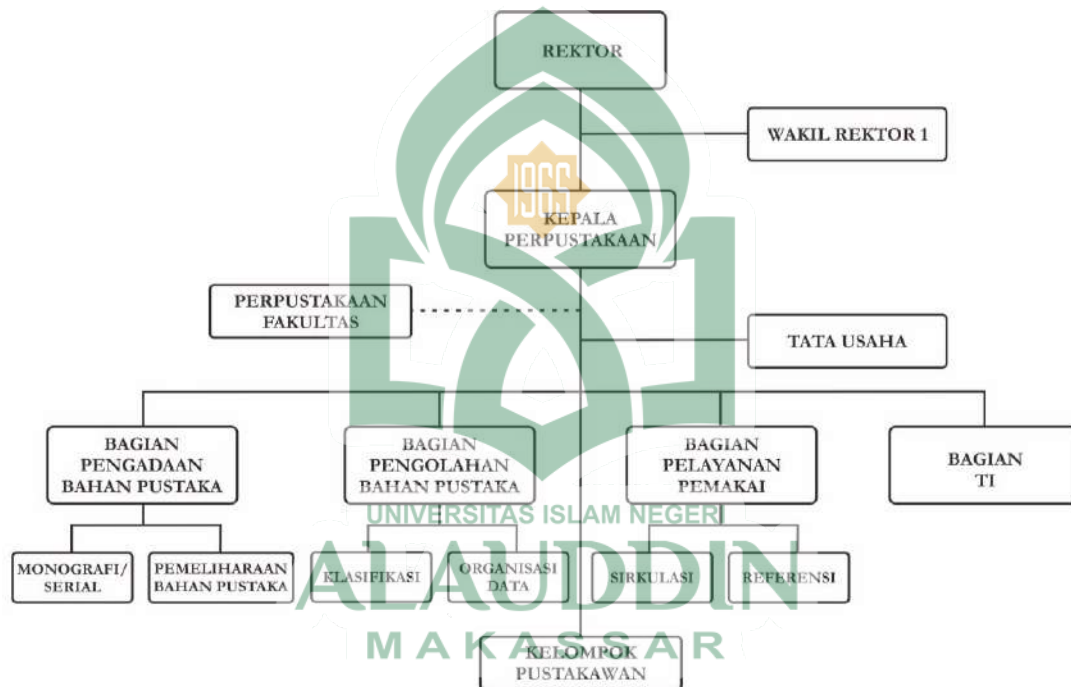 REKTOR
WAKIL REKTOR 1
1965
KEPALA
PERPUSTAKAAN
PERPUSTAKAAN
FAKULTAS
TATA USAHA
BAGIAN
PENGADAAN
BAHAN PUSTAKA
BAGIAN
PENGOLAHAN
BAHAN PUSTAKA
BAGIAN
PELAYANAN
PEMAKAI
BAGIAN
TI
UNIVERSITAS ISLAM NEGERI
MONOGRAFI/
SERIAL
PEMELIHARAAN
BAHAN PUSTAKA
KLASIFIKASI
ORGANISASI
DATA
SIRKULASI
REFERENSI
ALAUDDIN
MAKASSAR
KELOMPOK
PUSTAKAWAN